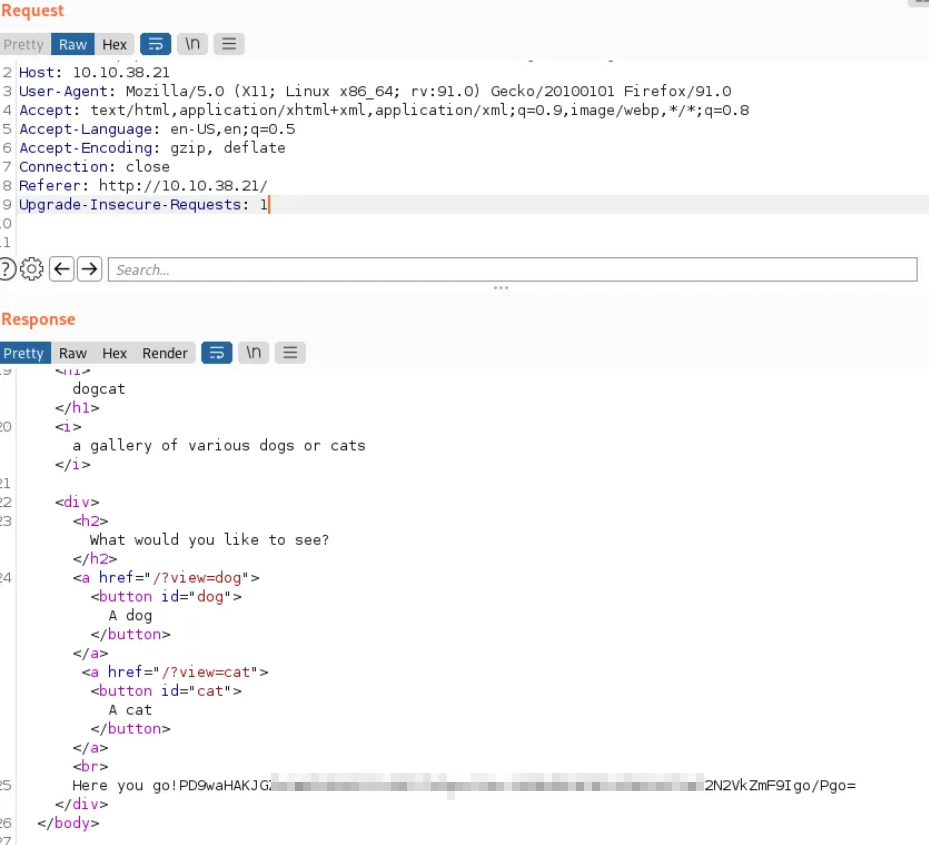 Request
Pretty Raw Hex \n
2 Host: 10.10.38.21
3 User-Agent: Mozilla/5.0 (X11; Linux x86_64; rv:91.0) Gecko/20100101 Firefox/91.0
4 Accept: text/html,application/xhtml+xml,application/xml;q=0.9,image/webp,*/*;q=0.8
5 Accept-Language: en-US,en;q=0.5
6 Accept-Encoding: gzip, deflate
7 Connection: close
8 Referer: http://10.10.38.21/
9 Upgrade-Insecure-Requests: 1
0
1
? Search...
Response
Pretty Raw Hex Render \n
9 <h1>
dogcat
</h1>
20 <i>
a gallery of various dogs or cats
</i>
21
22 <div>
23 <h2>
What would you like to see?
</h2>
24 <a href="/?view=dog">
<button id="dog">
A dog
</button>
</a>
<a href="/?view=cat">
<button id="cat">
A cat
</button>
</a>
<br>
25 Here you go!PD9waHAKJG 2N2VkZmF9Igo/Pgo=
</div>
26 </body>
27